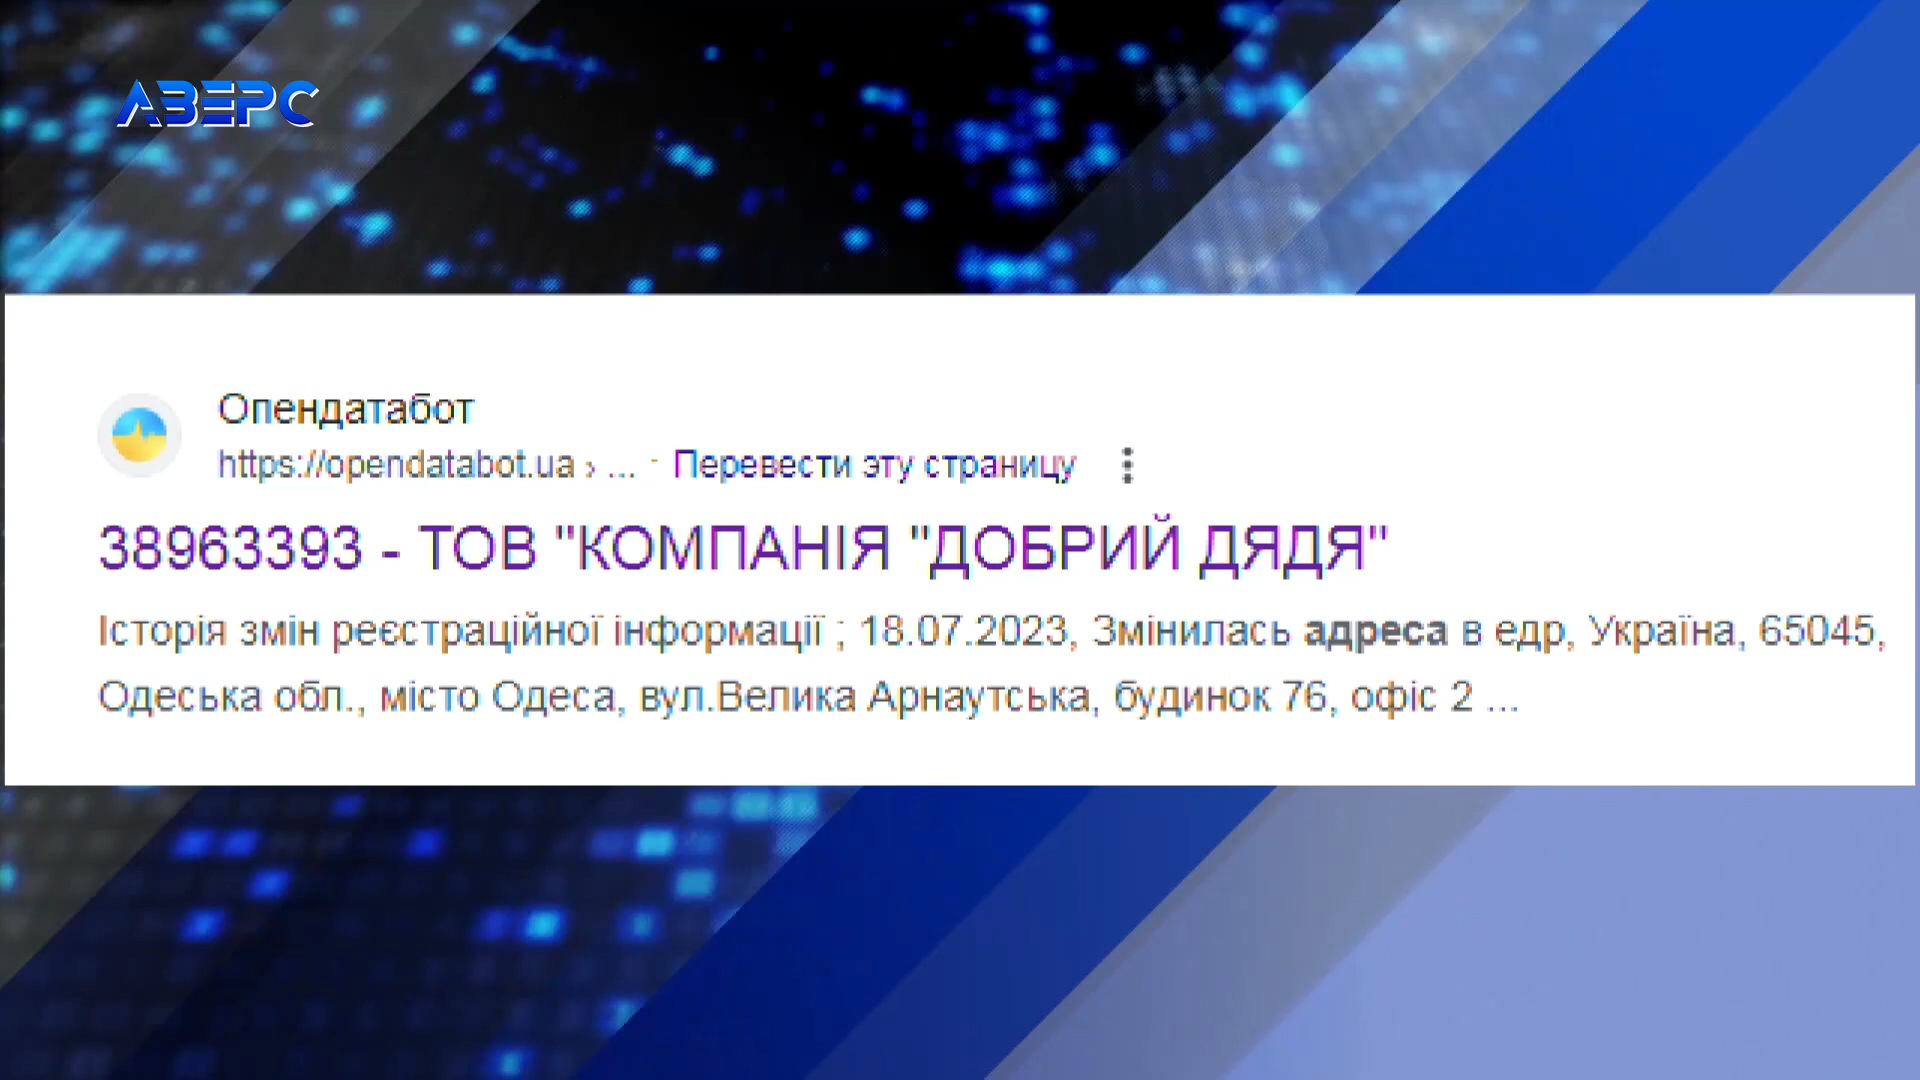 АВЕРС
Опендатабот
https://opendatabot.ua › ... · Перевести эту страницу
38963393 - ТОВ "КОМПАНІЯ "ДОБРИЙ ДЯДЯ"
Історія змін реєстраційної інформації ; 18.07.2023, Змінилась адреса в едр, Україна, 65045,
Одеська обл., місто Одеса, вул.Велика Арнаутська, будинок 76, офіс 2 ...